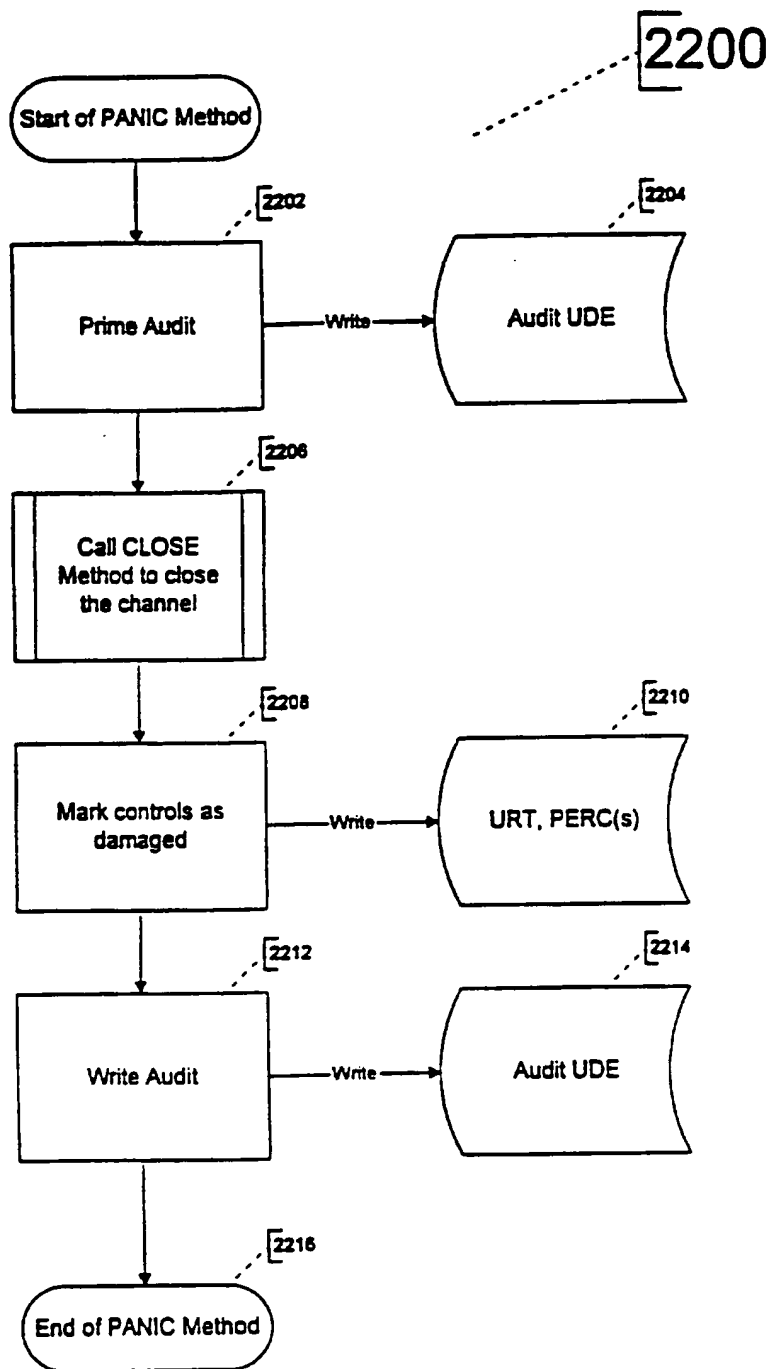 2200
Start of PANIC Method
2202
2204
Prime Audit
Write
Audit UDE
2206
Call CLOSE
Method to close
the channel
2208
2210
Mark controls as
damaged
Write
URT, PERC(s)
2212
2214
Write Audit
Write
Audit UDE
2216
End of PANIC Method